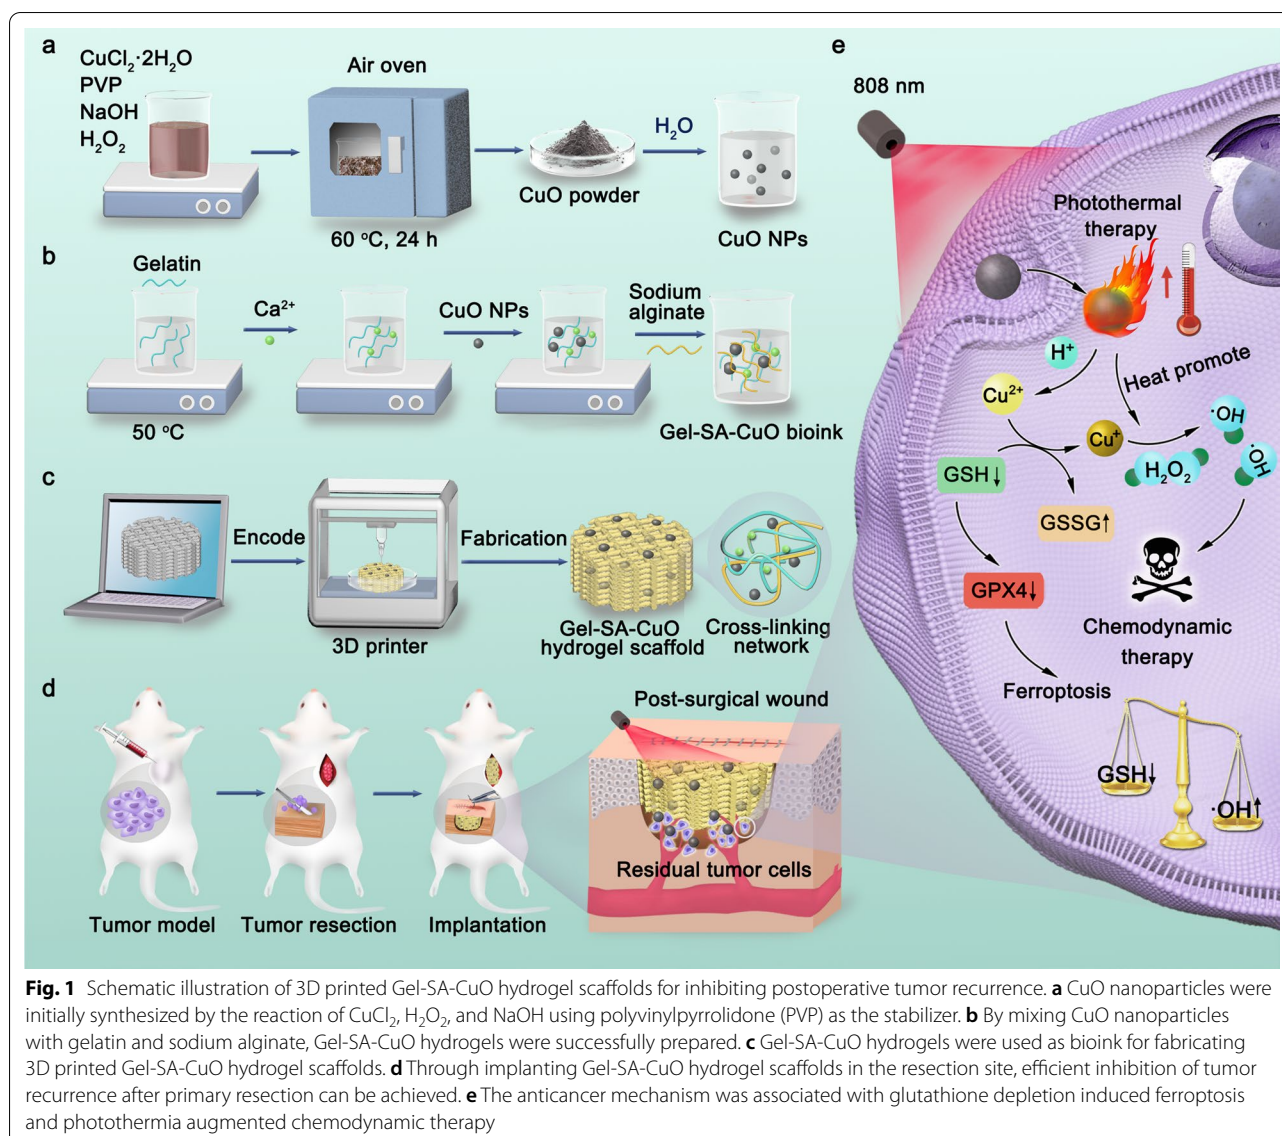 a
CuCl₂·2H₂O
PVP
NaOH
H₂O₂
Air oven
60 °C, 24 h
CuO powder
H₂O
CuO NPs
b
Gelatin
50 °C
Ca²⁺
CuO NPs
Sodium
alginate
Gel-SA-CuO bioink
c
Encode
3D printer
Fabrication
Gel-SA-CuO
hydrogel scaffold
Cross-linking
network
d
Tumor model
Tumor resection
Implantation
Post-surgical wound
Residual tumor cells
e
808 nm
Photothermal
therapy
H⁺
Heat promote
Cu²⁺
Cu⁺
·OH
·OH
H₂O₂
GSH↓
GSSG↑
GPX4↓
Chemodynamic
therapy
Ferroptosis
GSH↓
·OH↑
Fig. 1 Schematic illustration of 3D printed Gel-SA-CuO hydrogel scaffolds for inhibiting postoperative tumor recurrence. a CuO nanoparticles were
initially synthesized by the reaction of CuCl₂, H₂O₂, and NaOH using polyvinylpyrrolidone (PVP) as the stabilizer. b By mixing CuO nanoparticles
with gelatin and sodium alginate, Gel-SA-CuO hydrogels were successfully prepared. c Gel-SA-CuO hydrogels were used as bioink for fabricating
3D printed Gel-SA-CuO hydrogel scaffolds. d Through implanting Gel-SA-CuO hydrogel scaffolds in the resection site, efficient inhibition of tumor
recurrence after primary resection can be achieved. e The anticancer mechanism was associated with glutathione depletion induced ferroptosis
and photothermia augmented chemodynamic therapy